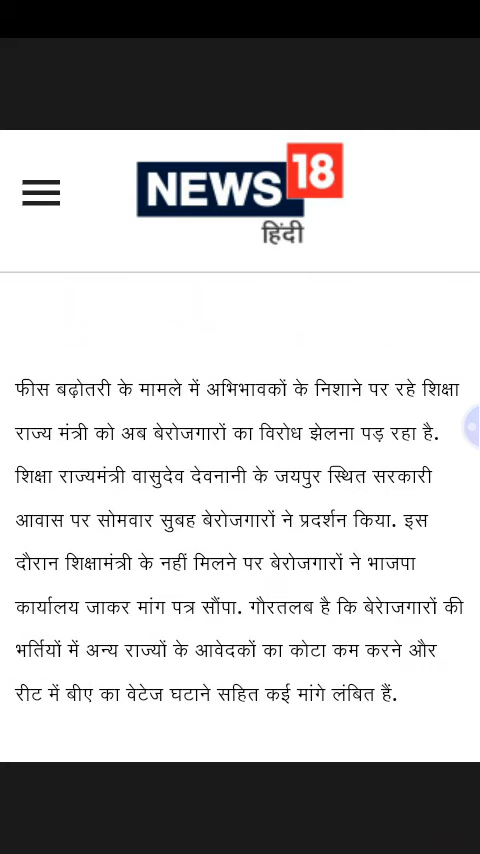 NEWS 18
हिंदी
फीस बढ़ोतरी के मामले में अभिभावकों के निशाने पर रहे शिक्षा
राज्य मंत्री को अब बेरोजगारों का विरोध झेलना पड़ रहा है.
शिक्षा राज्यमंत्री वासुदेव देवनानी के जयपुर स्थित सरकारी
आवास पर सोमवार सुबह बेरोजगारों ने प्रदर्शन किया. इस
दौरान शिक्षामंत्री के नहीं मिलने पर बेरोजगारों ने भाजपा
कार्यालय जाकर मांग पत्र सौंपा. गौरतलब है कि बेरोजगारों की
भर्तियों में अन्य राज्यों के आवेदकों का कोटा कम करने और
रीट में बीए का वेटेज घटाने सहित कई मांगे लंबित हैं.